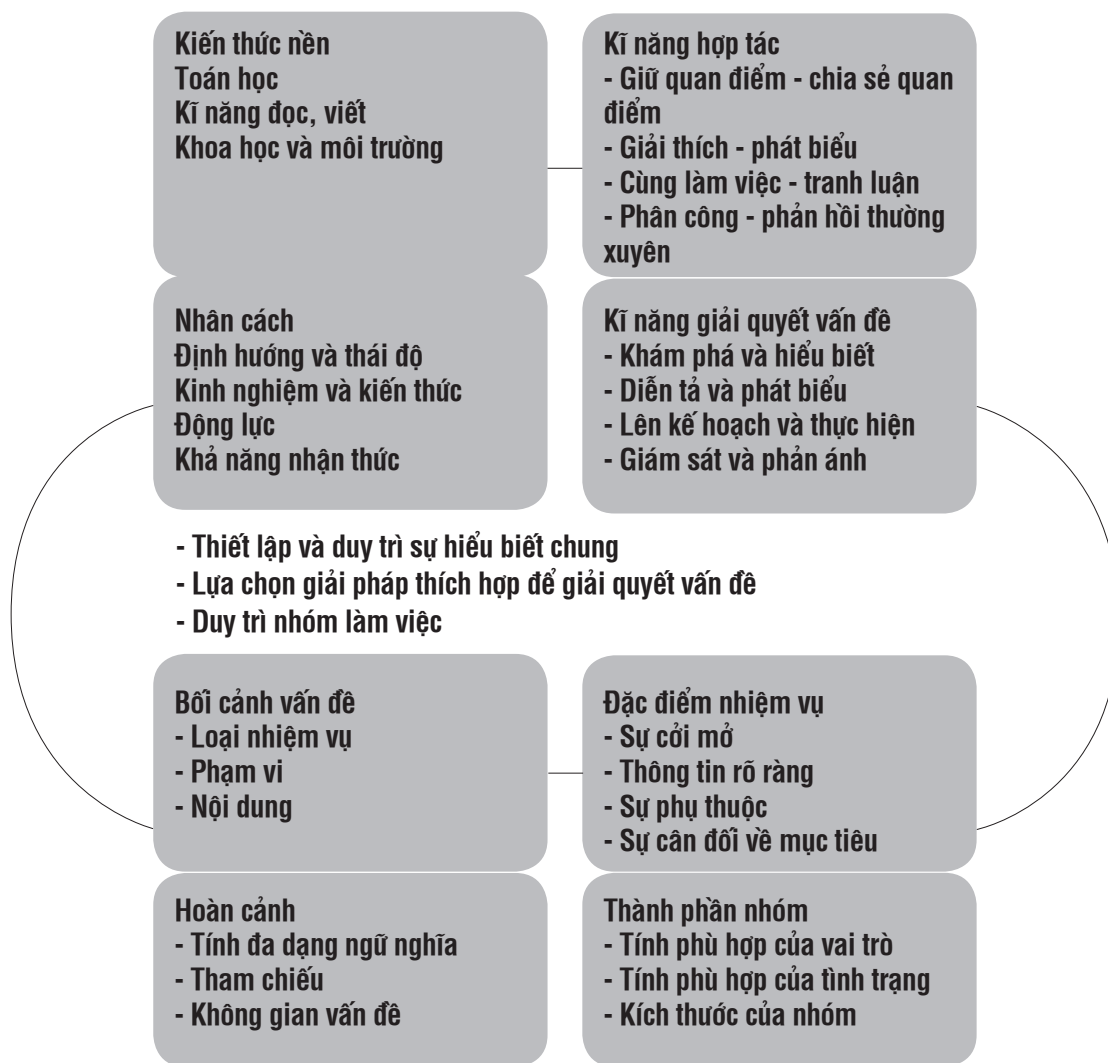 Kiến thức nền
Toán học
Kĩ năng đọc, viết
Khoa học và môi trường
Kĩ năng hợp tác
- Giữ quan điểm - chia sẻ quan
điểm
- Giải thích - phát biểu
- Cùng làm việc - tranh luận
- Phân công - phản hồi thường
xuyên
Nhân cách
Định hướng và thái độ
Kinh nghiệm và kiến thức
Động lực
Khả năng nhận thức
Kĩ năng giải quyết vấn đề
- Khám phá và hiểu biết
- Diễn tả và phát biểu
- Lên kế hoạch và thực hiện
- Giám sát và phản ánh
- Thiết lập và duy trì sự hiểu biết chung
- Lựa chọn giải pháp thích hợp để giải quyết vấn đề
- Duy trì nhóm làm việc
Bối cảnh vấn đề
- Loại nhiệm vụ
- Phạm vi
- Nội dung
Đặc điểm nhiệm vụ
- Sự cởi mở
- Thông tin rõ ràng
- Sự phụ thuộc
- Sự cân đối về mục tiêu
Hoàn cảnh
- Tính đa dạng ngữ nghĩa
- Tham chiếu
- Không gian vấn đề
Thành phần nhóm
- Tính phù hợp của vai trò
- Tính phù hợp của tình trạng
- Kích thước của nhóm